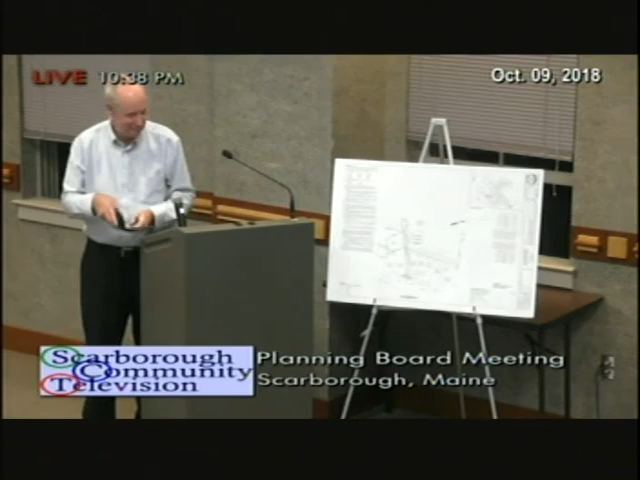 LIVE 10:38 PM
Oct. 09, 2018
Scarborough
Community
Television
Planning Board Meeting
Scarborough, Maine